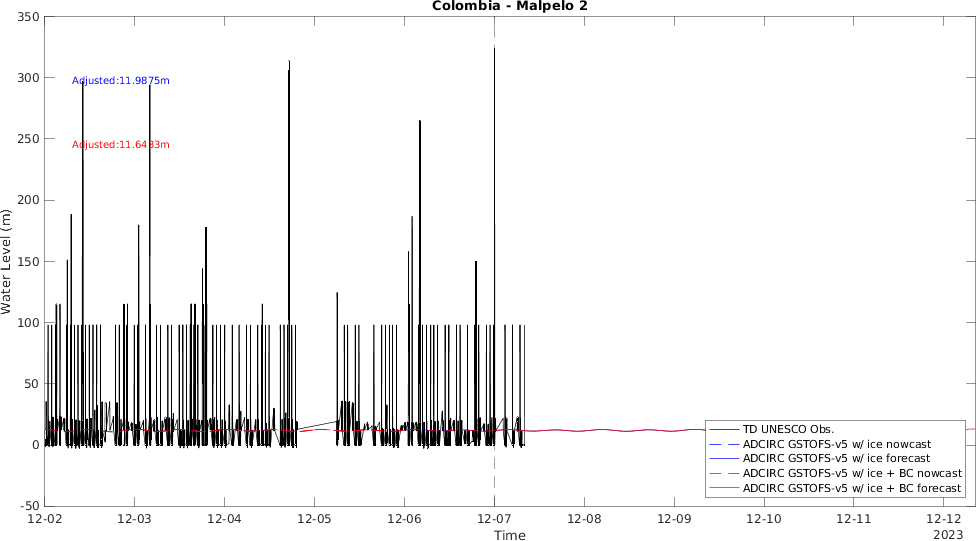 Colombia - Malpelo 2
350
300
250
200
150
100
50
0
-50
Water Level (m)
Adjusted:11.9875m
Adjusted:11.6433m
TD UNESCO Obs.
ADCIRC GSTOFS-v5 w/ ice nowcast
ADCIRC GSTOFS-v5 w/ ice forecast
ADCIRC GSTOFS-v5 w/ ice + BC nowcast
ADCIRC GSTOFS-v5 w/ ice + BC forecast
12-02 12-03 12-04 12-05 12-06 12-07 12-08 12-09 12-10 12-11 12-12
Time
2023